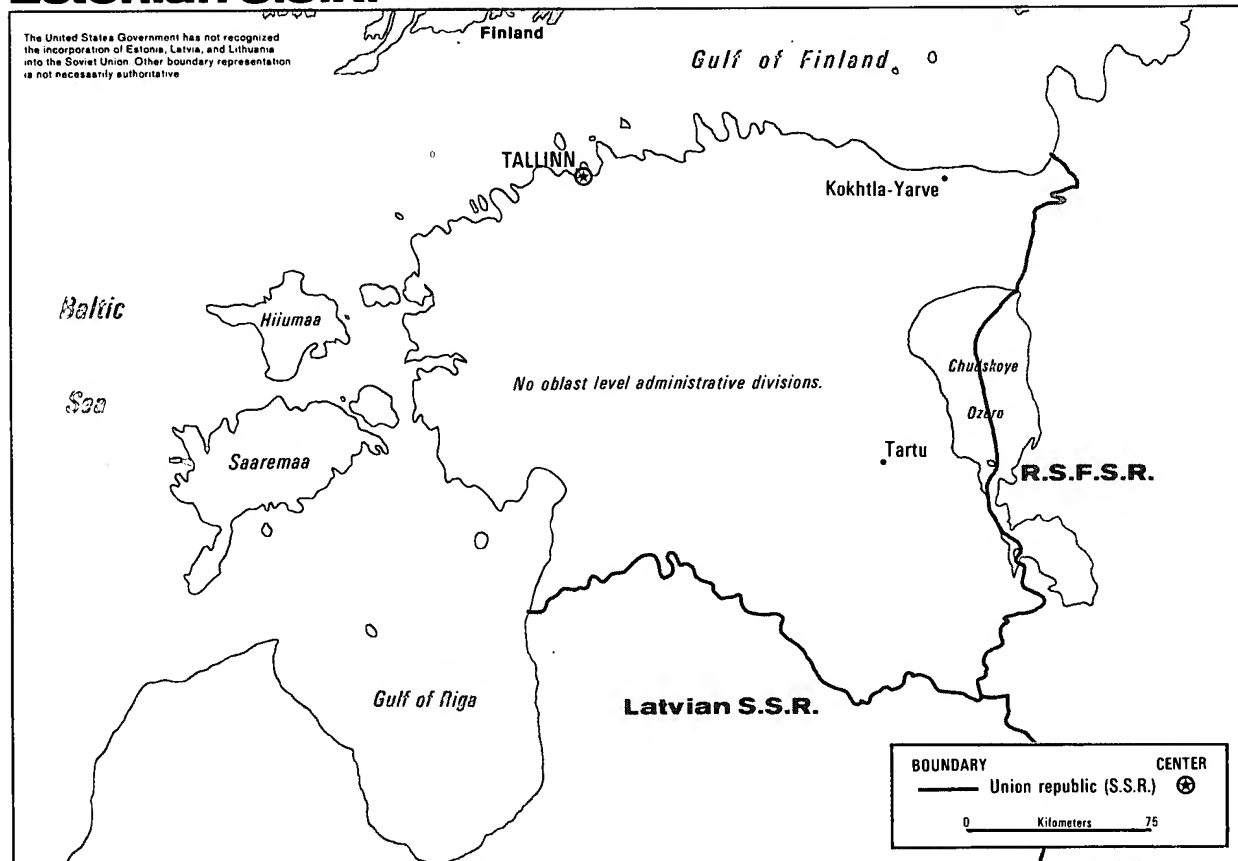 Estonian S.S.R.
The United States Government has not recognized
the incorporation of Estonia, Latvia, and Lithuania
into the Soviet Union. Other boundary representation
is not necessarily authoritative
Finland
Gulf of Finland
TALLINN
Kokhtla-Yarve
Baltic
Sea
Hiiumaa
No oblast level administrative divisions.
Chudskoye
Ozero
Tartu
Saaremaa
R.S.F.S.R.
Gulf of Riga
Latvian S.S.R.
BOUNDARY CENTER
Union republic (S.S.R.)
0 Kilometers 75